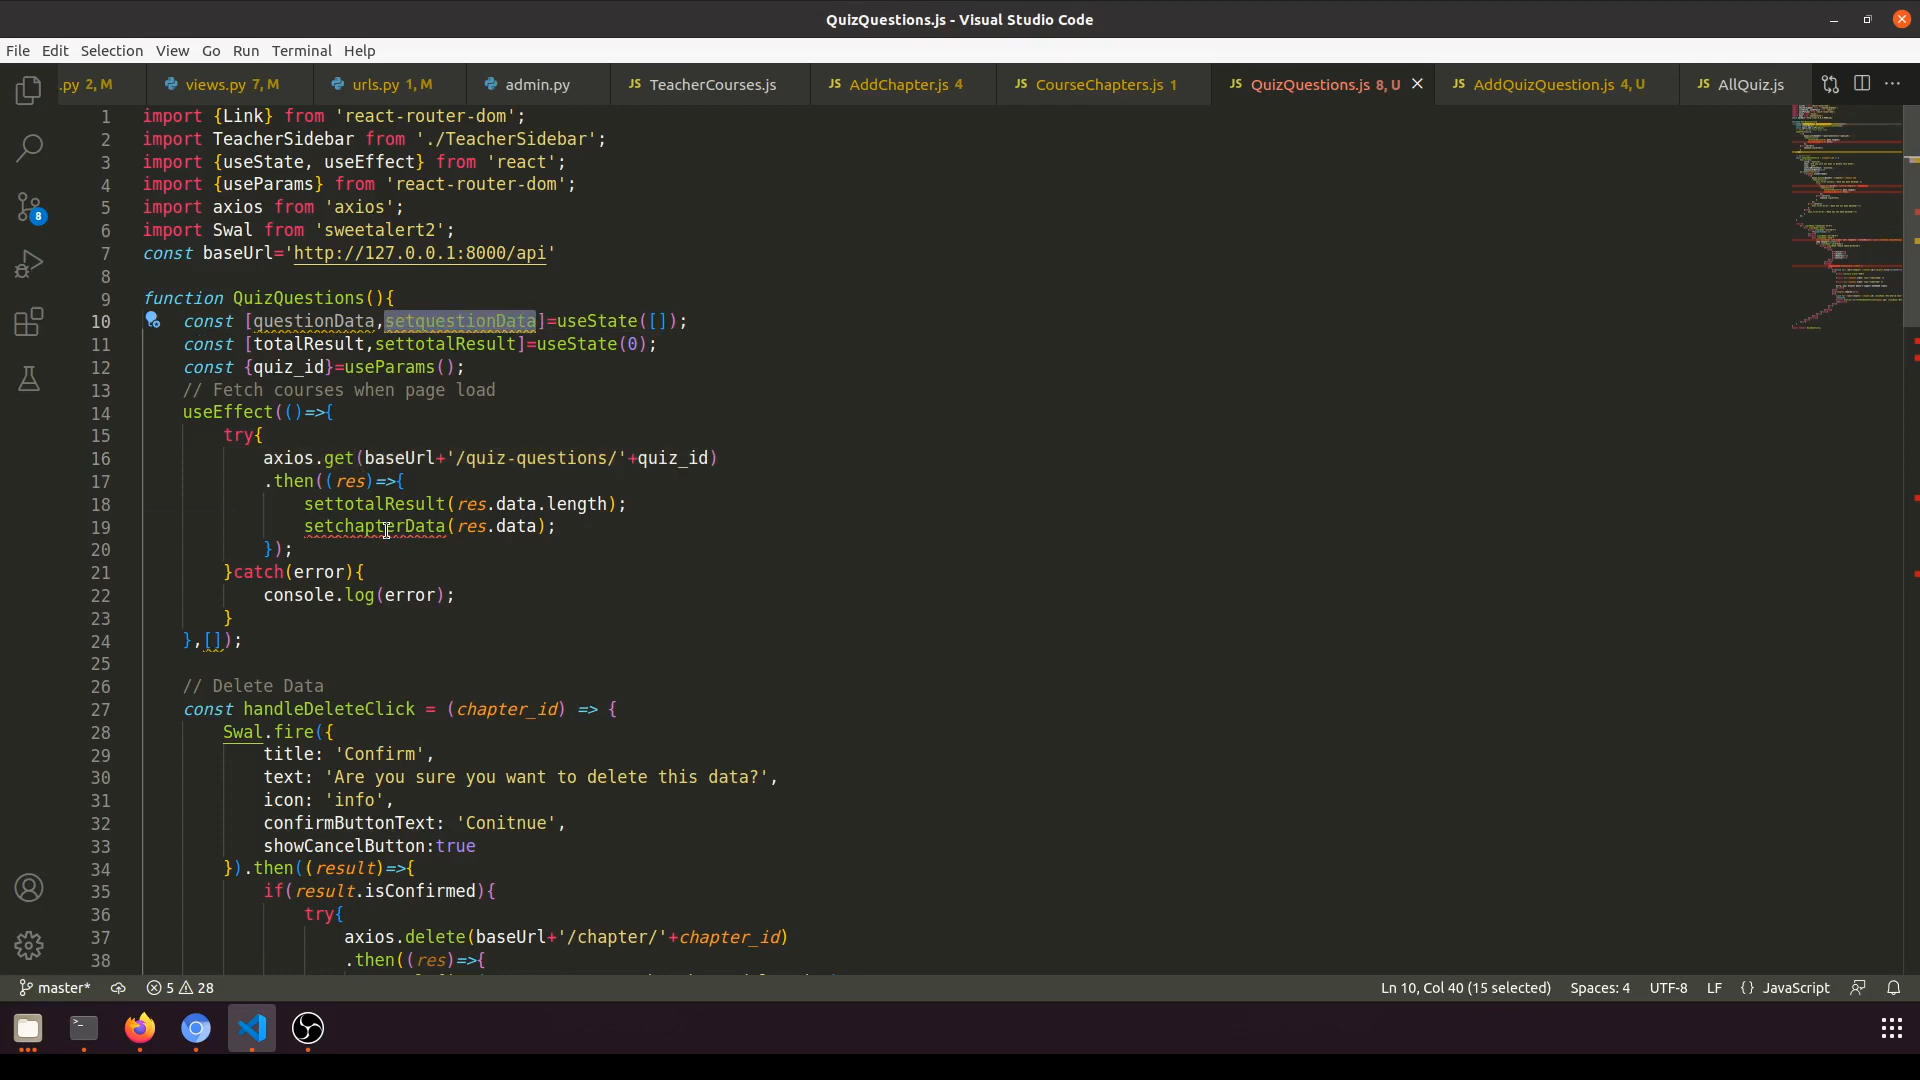 QuizQuestions.js - Visual Studio Code
File Edit Selection View Go Run Terminal Help
.py 2, M views.py 7, M urls.py 1, M admin.py JS TeacherCourses.js JS AddChapter.js 4 JS CourseChapters.js 1 JS QuizQuestions.js 8, U JS AddQuizQuestion.js 4, U JS AllQuiz.js
1 import {Link} from 'react-router-dom';
2 import TeacherSidebar from './TeacherSidebar';
3 import {useState, useEffect} from 'react';
4 import {useParams} from 'react-router-dom';
5 import axios from 'axios';
6 import Swal from 'sweetalert2';
7 const baseUrl='http://127.0.0.1:8000/api'
8
9 function QuizQuestions(){
10 const [questionData,setquestionData]=useState([]);
11 const [totalResult,settotalResult]=useState(0);
12 const {quiz_id}=useParams();
13 // Fetch courses when page load
14 useEffect(()=>{
15 try{
16 axios.get(baseUrl+'/quiz-questions/'+quiz_id)
17 .then((res)=>{
18 settotalResult(res.data.length);
19 setchapterData(res.data);
20 });
21 }catch(error){
22 console.log(error);
23 }
24 },[]);
25
26 // Delete Data
27 const handleDeleteClick = (chapter_id) => {
28 Swal.fire({
29 title: 'Confirm',
30 text: 'Are you sure you want to delete this data?',
31 icon: 'info',
32 confirmButtonText: 'Conitnue',
33 showCancelButton:true
34 }).then((result)=>{
35 if(result.isConfirmed){
36 try{
37 axios.delete(baseUrl+'/chapter/'+chapter_id)
38 .then((res)=>{
8
master* 5 28 Ln 10, Col 40 (15 selected) Spaces: 4 UTF-8 LF {} JavaScript